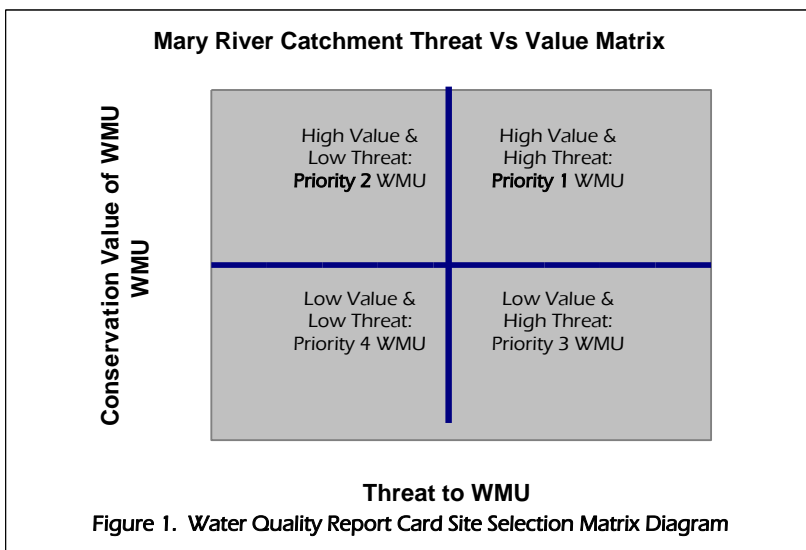 Mary River Catchment Threat Vs Value Matrix
High Value &
Low Threat:
Priority 2 WMU
High Value &
High Threat:
Priority 1 WMU
Conservation Value of WMU
WMU
Low Value &
Low Threat:
Priority 4 WMU
Low Value &
High Threat:
Priority 3 WMU
Threat to WMU
Figure 1. Water Quality Report Card Site Selection Matrix Diagram